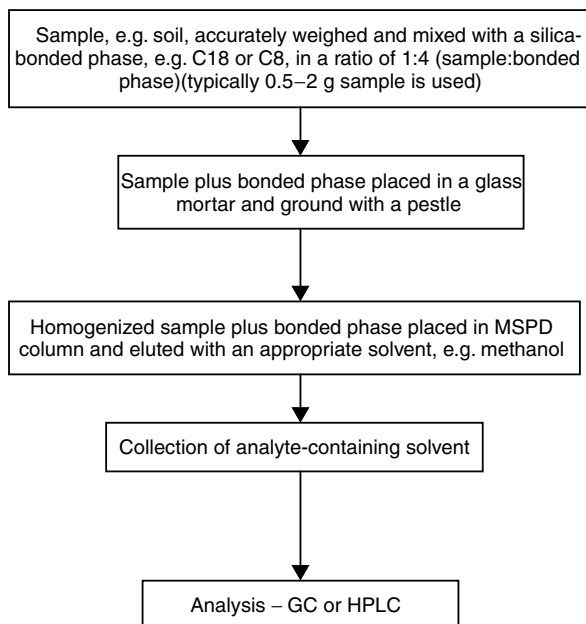 Sample, e.g. soil, accurately weighed and mixed with a silica-
bonded phase, e.g. C18 or C8, in a ratio of 1:4 (sample:bonded
phase)(typically 0.5–2 g sample is used)
Sample plus bonded phase placed in a glass
mortar and ground with a pestle
Homogenized sample plus bonded phase placed in MSPD
column and eluted with an appropriate solvent, e.g. methanol
Collection of analyte-containing solvent
Analysis – GC or HPLC